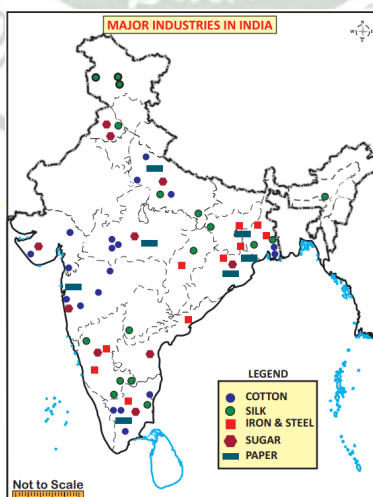 MAJOR INDUSTRIES IN INDIA
N
W
E
S
LEGEND
COTTON
SILK
IRON & STEEL
SUGAR
PAPER
Not to Scale